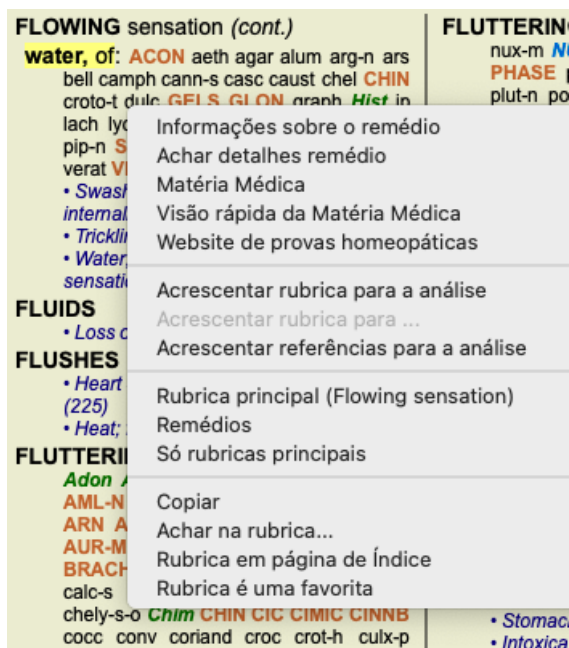 FLOWING sensation (cont.)
water, of: ACON aeth agar alum arg-n ars
bell camph cann-s casc caust chel CHIN
croto-t dulc GELS GLON graph Hist ip
lach
pip-n
verat
• Swash
internal
• Trickli
• Water,
sensati
FLUIDS
• Loss
FLUSHES
• Heart
(225)
• Heat;
FLUTTERI
Adon
AML-N
ARN
AUR-M
BRACH
calc-s
chely-s-o Chim CHIN CIC CIMIC CINNB
cocc conv coriand croc crot-h culx-p
Informações sobre o remédio
Achar detalhes remédio
Matéria Médica
Visão rápida da Matéria Médica
Website de provas homeopáticas
Acrescentar rubrica para a análise
Acrescentar rubrica para ...
Acrescentar referências para a análise
Rubrica principal (Flowing sensation)
Remédios
Só rubricas principais
Copiar
Achar na rubrica...
Rubrica em página de Índice
Rubrica é uma favorita
FLUTTERING
nux-m
PHASE
plut-n
• Stomac
• Intoxica